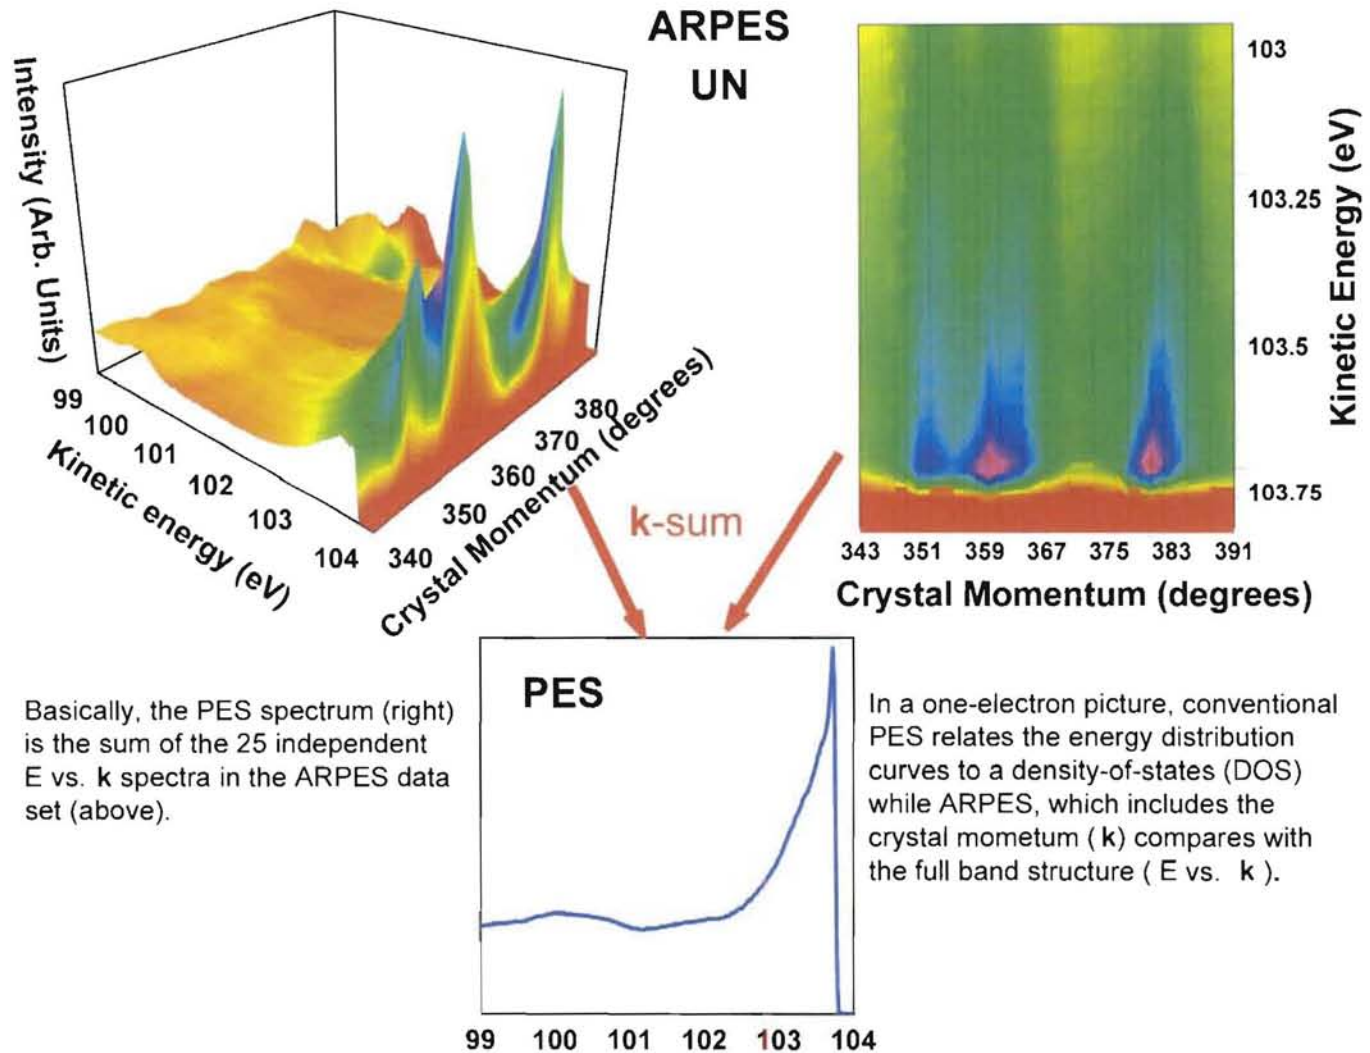 ARPES
UN
Intensity (Arb. Units)
99
100
101
102
103
104
Kinetic energy (eV)
340
350
360
370
380
Crystal Momentum (degrees)
103
103.25
103.5
103.75
Kinetic Energy (eV)
343 351 359 367 375 383 391
Crystal Momentum (degrees)
k-sum
Basically, the PES spectrum (right)
is the sum of the 25 independent
E vs. k spectra in the ARPES data
set (above).
PES
99 100 101 102 103 104
In a one-electron picture, conventional
PES relates the energy distribution
curves to a density-of-states (DOS)
while ARPES, which includes the
crystal mometum ( k) compares with
the full band structure ( E vs. k ).